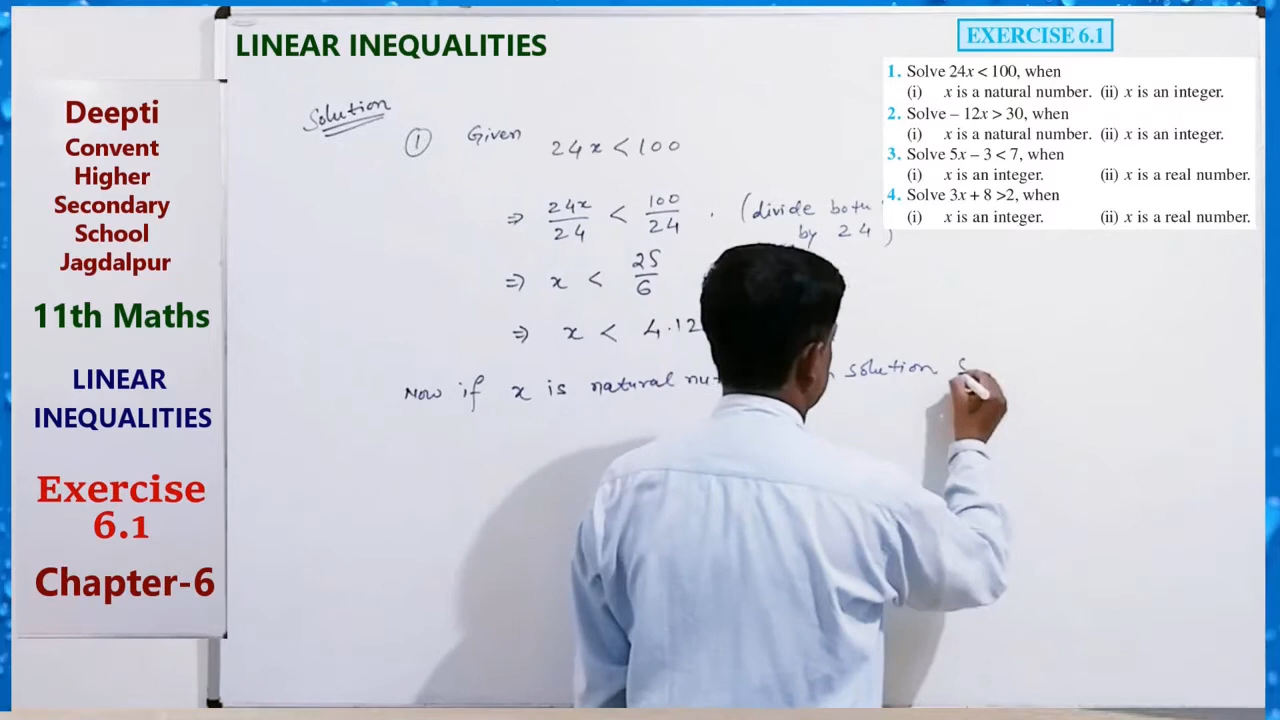 LINEAR INEQUALITIES
EXERCISE 6.1
1. Solve 24x < 100, when
(i) x is a natural number. (ii) x is an integer.
2. Solve – 12x > 30, when
(i) x is a natural number. (ii) x is an integer.
3. Solve 5x – 3 < 7, when
(i) x is an integer. (ii) x is a real number.
4. Solve 3x + 8 >2, when
(i) x is an integer. (ii) x is a real number.
Deepti
Convent
Higher
Secondary
School
Jagdalpur
11th Maths
LINEAR
INEQUALITIES
Exercise
6.1
Chapter-6
Solution
① Given 24x < 100
⇒ 24x/24 < 100/24 . (divide both
by 24)
⇒ x < 25/6
⇒ x < 4.12
Now if x is natural solution